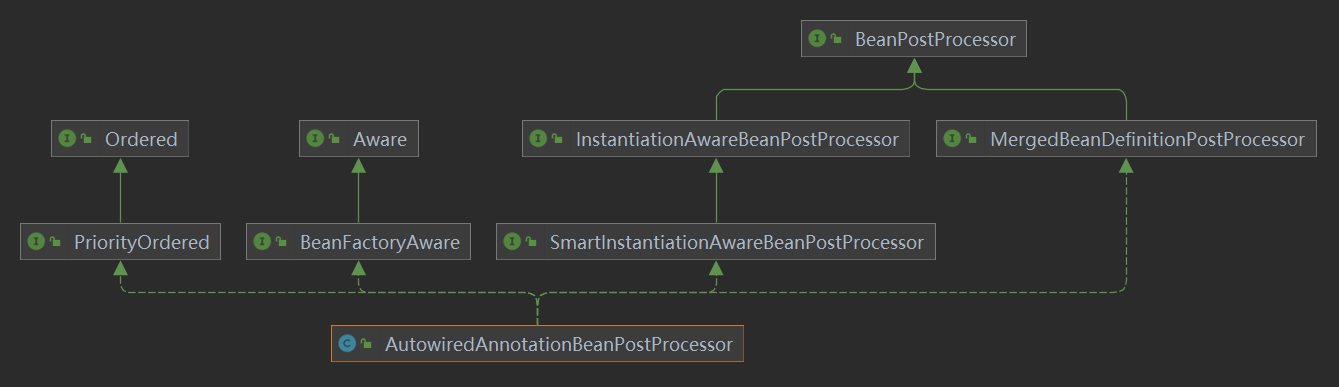 I BeanPostProcessor
I Ordered
I Aware
I InstantiationAwareBeanPostProcessor
I MergedBeanDefinitionPostProcessor
I PriorityOrdered
I BeanFactoryAware
I SmartInstantiationAwareBeanPostProcessor
C AutowiredAnnotationBeanPostProcessor